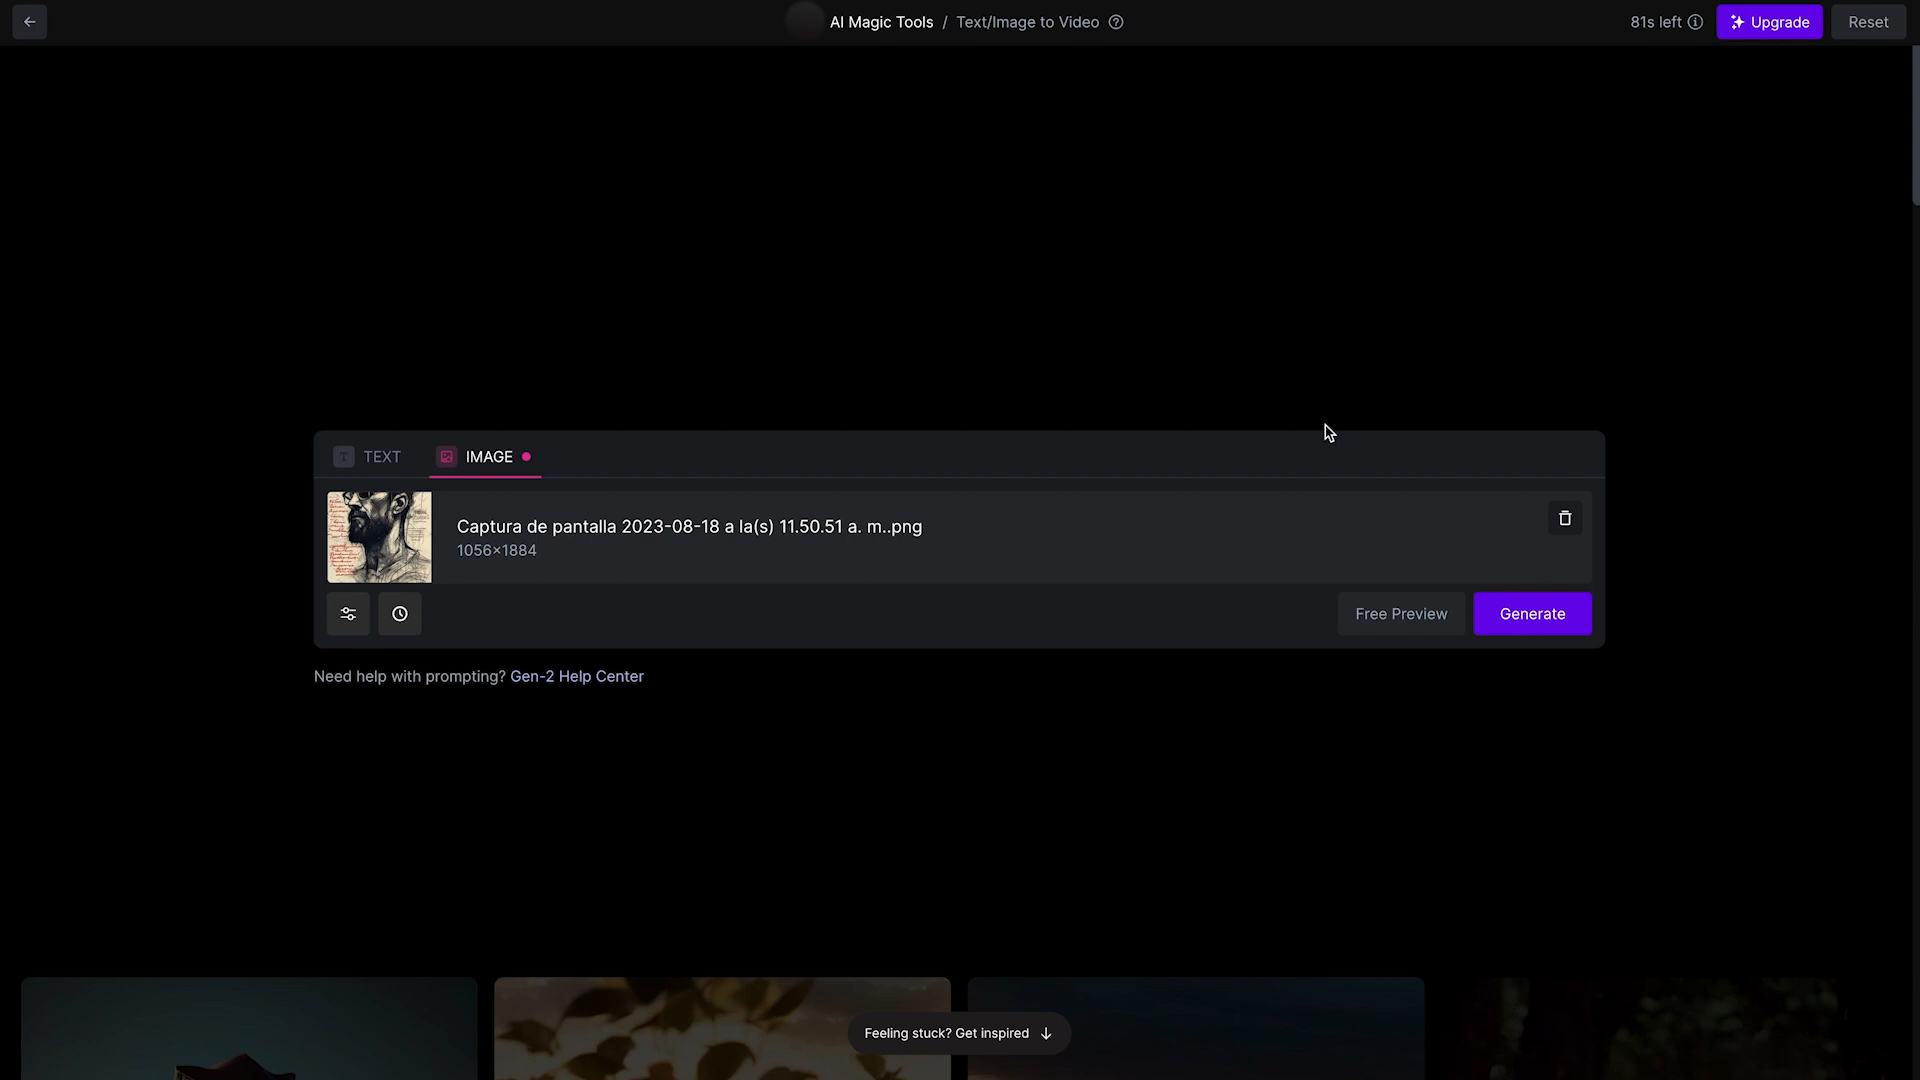 AI Magic Tools / Text/Image to Video
81s left
Upgrade
Reset
TEXT
IMAGE
Captura de pantalla 2023-08-18 a la(s) 11.50.51 a. m..png
1056×1884
Free Preview
Generate
Need help with prompting? Gen-2 Help Center
Feeling stuck? Get inspired